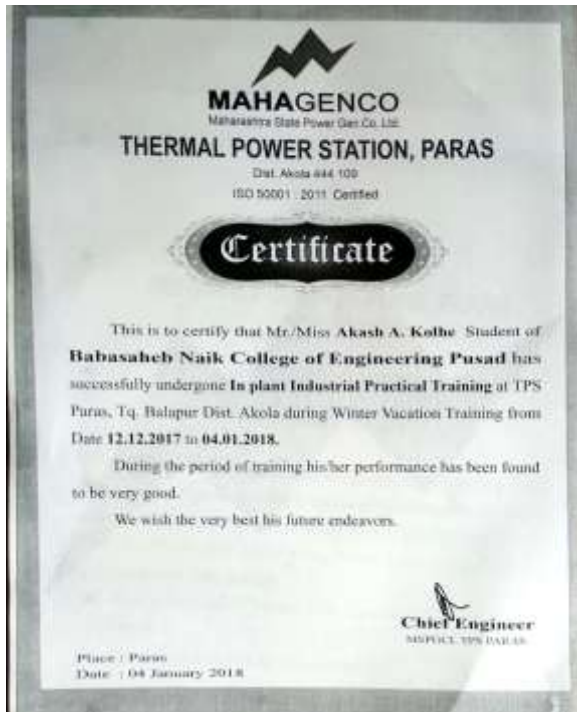 MAHAGENCO
Maharashtra State Power Gen Co. Ltd.
THERMAL POWER STATION, PARAS
Dist. Akola 444 109
ISO 50001 : 2011 Certified
Certificate
This is to certify that Mr./Miss Akash A. Kolhe Student of
Babasaheb Naik College of Engineering Pusad has
successfully undergone In plant Industrial Practical Training at TPS
Paras, Tq. Balapur Dist. Akola during Winter Vacation Training from
Date 12.12.2017 to 04.01.2018.
During the period of training his/her performance has been found
to be very good.
We wish the very best his future endeavors.
Chief Engineer
MSPGCL TPS PARAS
Place : Paras
Date : 04 January 2018